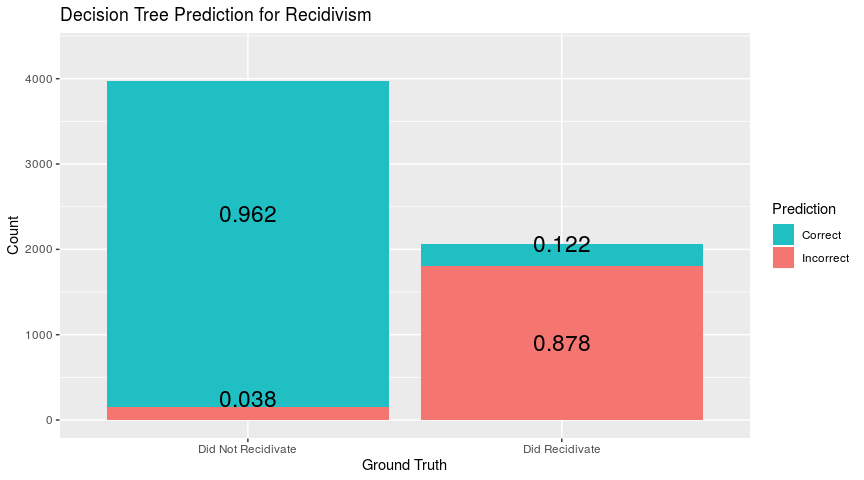 Decision Tree Prediction for Recidivism
Count
4000
3000
2000
1000
0
0.962
0.038
0.122
0.878
Did Not Recidivate
Did Recidivate
Ground Truth
Prediction
Correct
Incorrect